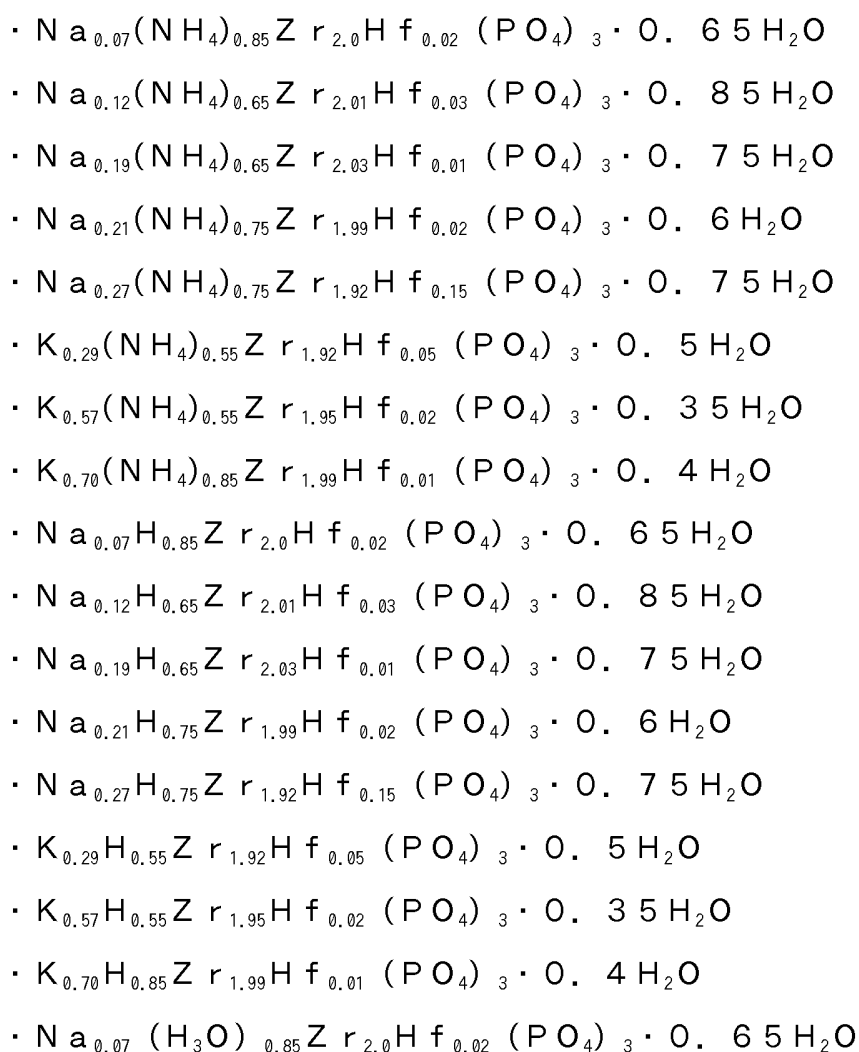 ・Na₀.₀₇(NH₄)₀.₈₅Zr₂.₀Hf₀.₀₂(PO₄)₃・0.65H₂O
・Na₀.₁₂(NH₄)₀.₆₅Zr₂.₀₁Hf₀.₀₃(PO₄)₃・0.85H₂O
・Na₀.₁₉(NH₄)₀.₆₅Zr₂.₀₃Hf₀.₀₁(PO₄)₃・0.75H₂O
・Na₀.₂₁(NH₄)₀.₇₅Zr₁.₉₉Hf₀.₀₂(PO₄)₃・0.6H₂O
・Na₀.₂₇(NH₄)₀.₇₅Zr₁.₉₂Hf₀.₁₅(PO₄)₃・0.75H₂O
・K₀.₂₉(NH₄)₀.₅₅Zr₁.₉₂Hf₀.₀₅(PO₄)₃・0.5H₂O
・K₀.₅₇(NH₄)₀.₅₅Zr₁.₉₅Hf₀.₀₂(PO₄)₃・0.35H₂O
・K₀.₇₀(NH₄)₀.₈₅Zr₁.₉₉Hf₀.₀₁(PO₄)₃・0.4H₂O
・Na₀.₀₇H₀.₈₅Zr₂.₀Hf₀.₀₂(PO₄)₃・0.65H₂O
・Na₀.₁₂H₀.₆₅Zr₂.₀₁Hf₀.₀₃(PO₄)₃・0.85H₂O
・Na₀.₁₉H₀.₆₅Zr₂.₀₃Hf₀.₀₁(PO₄)₃・0.75H₂O
・Na₀.₂₁H₀.₇₅Zr₁.₉₉Hf₀.₀₂(PO₄)₃・0.6H₂O
・Na₀.₂₇H₀.₇₅Zr₁.₉₂Hf₀.₁₅(PO₄)₃・0.75H₂O
・K₀.₂₉H₀.₅₅Zr₁.₉₂Hf₀.₀₅(PO₄)₃・0.5H₂O
・K₀.₅₇H₀.₅₅Zr₁.₉₅Hf₀.₀₂(PO₄)₃・0.35H₂O
・K₀.₇₀H₀.₈₅Zr₁.₉₉Hf₀.₀₁(PO₄)₃・0.4H₂O
・Na₀.₀₇(H₃O)₀.₈₅Zr₂.₀Hf₀.₀₂(PO₄)₃・0.65H₂O